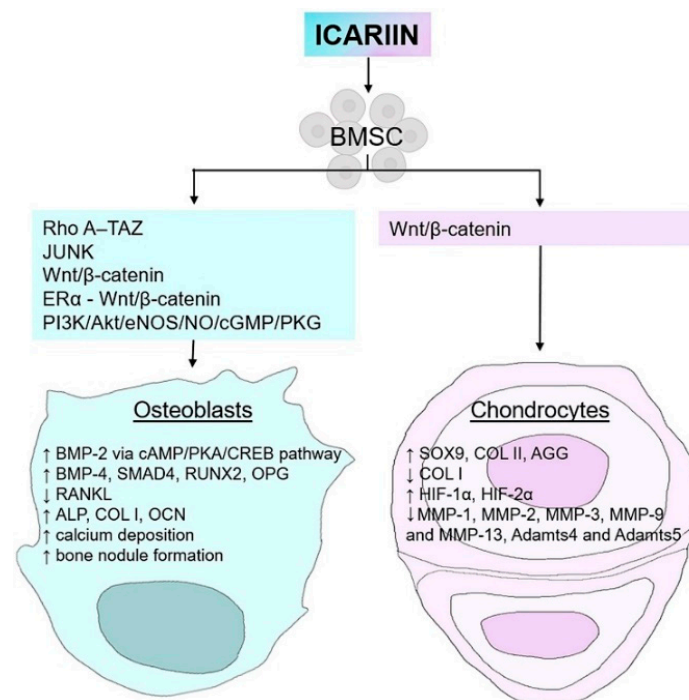 ICARIIN
BMSC
Rho A–TAZ
JUNK
Wnt/β-catenin
ERα - Wnt/β-catenin
PI3K/Akt/eNOS/NO/cGMP/PKG
Wnt/β-catenin
Osteoblasts
↑ BMP-2 via cAMP/PKA/CREB pathway
↑ BMP-4, SMAD4, RUNX2, OPG
↓ RANKL
↑ ALP, COL I, OCN
↑ calcium deposition
↑ bone nodule formation
Chondrocytes
↑ SOX9, COL II, AGG
↓ COL I
↑ HIF-1α, HIF-2α
↓MMP-1, MMP-2, MMP-3, MMP-9
and MMP-13, Adamts4 and Adamts5